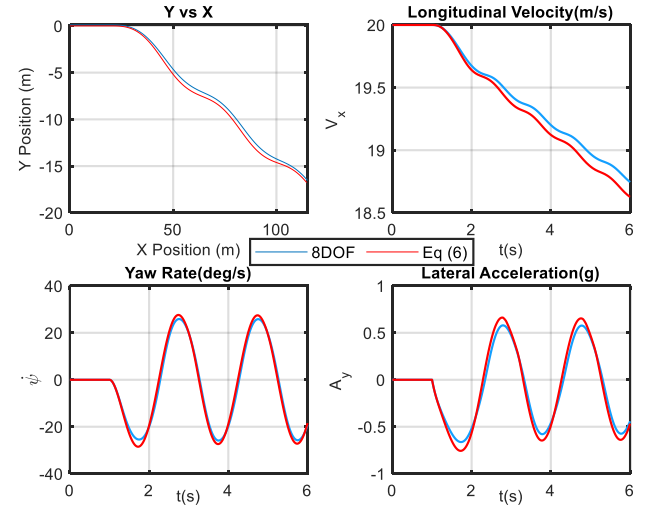 Y vs X
Longitudinal Velocity(m/s)
0
-5
-10
-15
-20
Y Position (m)
0
50
100
X Position (m)
20
19.5
19
18.5
V_x
0
2
4
6
t(s)
8DOF
Eq (6)
Yaw Rate(deg/s)
Lateral Acceleration(g)
40
20
0
-20
-40
ψ̇
0
2
4
6
t(s)
1
0.5
0
-0.5
-1
A_y
0
2
4
6
t(s)